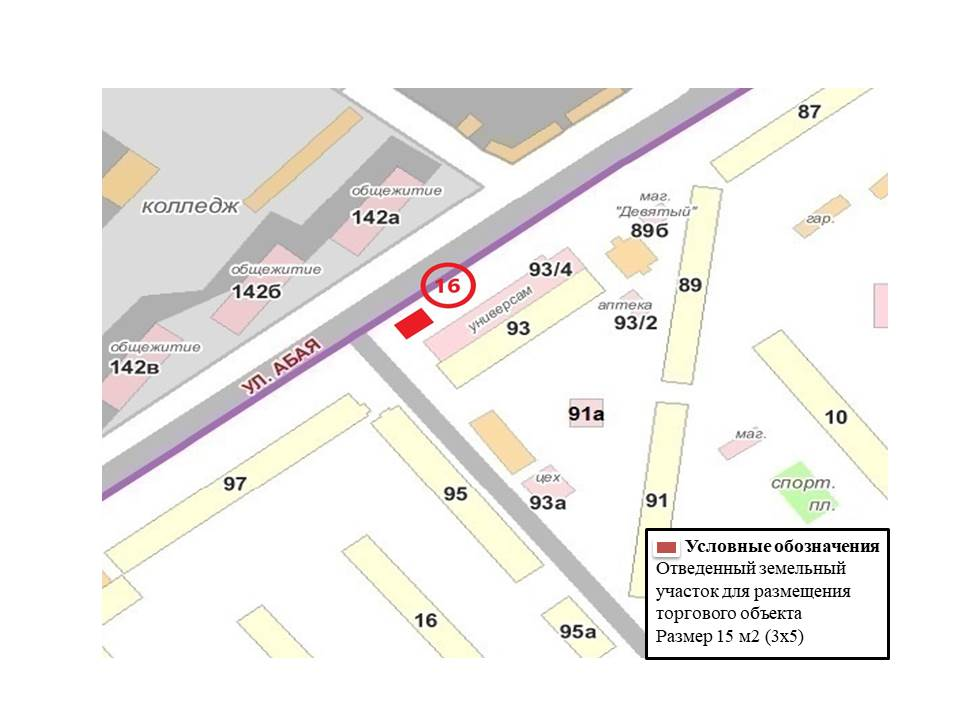 87
маг.
"Девятый"
89б
гар.
общежитие
142а
колледж
общежитие
142б
16
93/4
универсам
93
89
аптека
93/2
общежитие
142в
УЛ. АБАЯ
91а
10
маг.
97
95
цех
93а
91
спорт.
пл.
16
95а
Условные обозначения
Отведенный земельный
участок для размещения
торгового объекта
Размер 15 м2 (3х5)